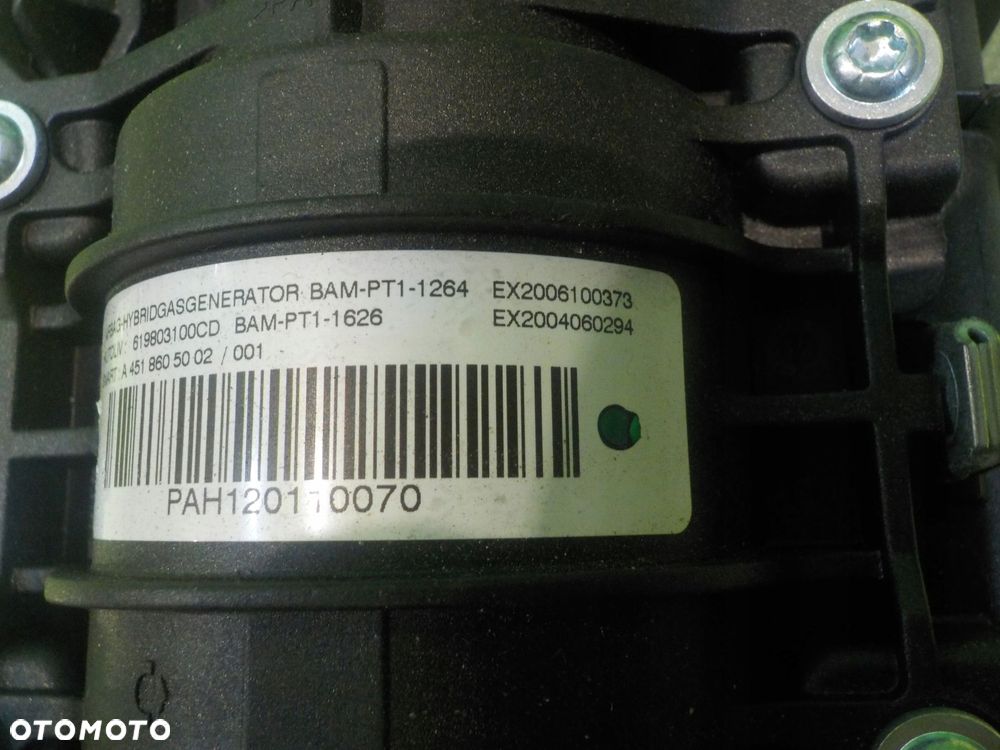 HYBRIDGASGENERATOR BAM-PT1-1264 EX2006100373
619803100CD BAM-PT1-1626 EX2004060294
A 451 860 50 02 / 001
PAH120110070
OTOMOTO